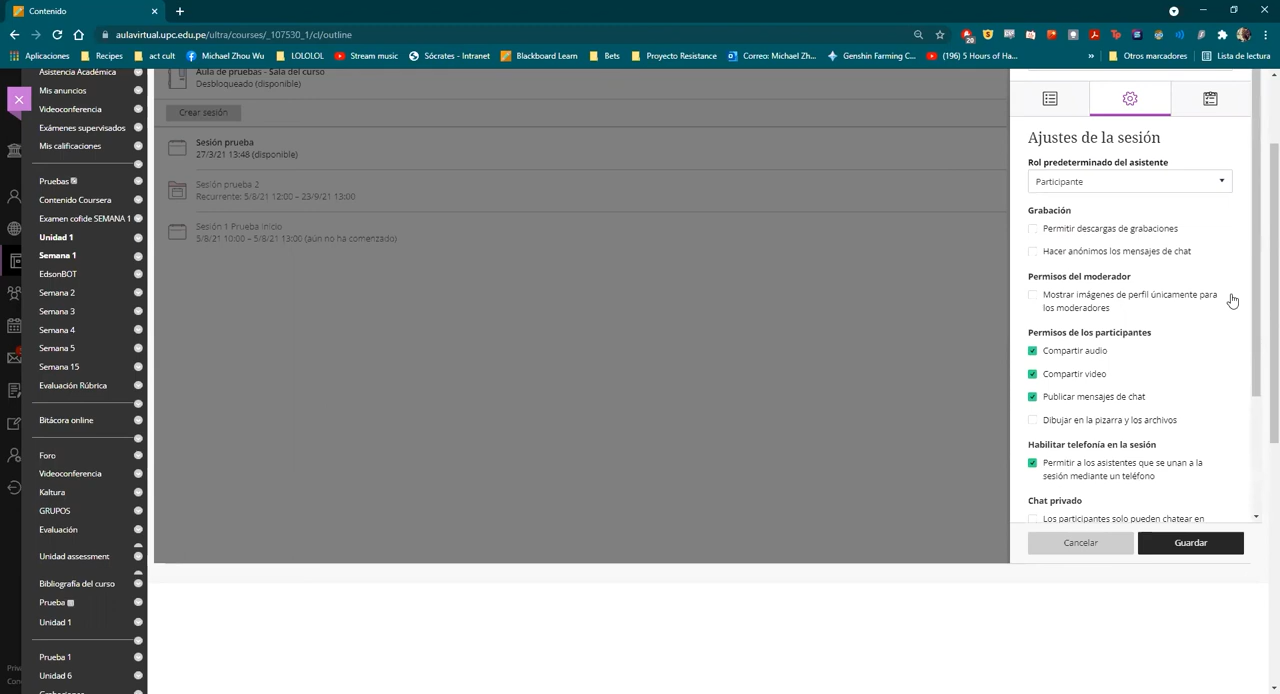 Contenido
aulavirtual.upc.edu.pe/ultra/courses/_107530_1/cl/outline
29
Aplicaciones Recipes act cult Michael Zhou Wu LOLOLOL Stream music Sócrates - Intranet Blackboard Learn Bets Proyecto Resistance Correo: Michael Zh... Genshin Farming C... (196) 5 Hours of Ha... » Otros marcadores Lista de lectura
Asistencia Académica
Mis anuncios
Videoconferencia
Exámenes supervisados
Mis calificaciones
Pruebas
Contenido Coursera
Examen cofide SEMANA 1
Unidad 1
Semana 1
EdsonBOT
Semana 2
Semana 3
Semana 4
Semana 5
Semana 15
Evaluación Rúbrica
Bitácora online
Foro
Videoconferencia
Kaltura
GRUPOS
Evaluación
Unidad assessment
Bibliografía del curso
Prueba
Unidad 1
Prueba 1
Unidad 6
Grabaciones
Priva
Aula de pruebas - Sala del curso
Desbloqueado (disponible)
Crear sesión
Sesión prueba
27/3/21 13:48 (disponible)
Sesión prueba 2
Recurrente: 5/8/21 12:00 – 23/9/21 13:00
Sesión 1 Prueba Inicio
5/8/21 10:00 – 5/8/21 13:00 (aún no ha comenzado)
Ajustes de la sesión
Rol predeterminado del asistente
Participante
Grabación
Permitir descargas de grabaciones
Hacer anónimos los mensajes de chat
Permisos del moderador
Mostrar imágenes de perfil únicamente para
los moderadores
Permisos de los participantes
Compartir audio
Compartir video
Publicar mensajes de chat
Dibujar en la pizarra y los archivos
Habilitar telefonía en la sesión
Permitir a los asistentes que se unan a la
sesión mediante un teléfono
Chat privado
Los participantes solo pueden chatear en
Cancelar Guardar